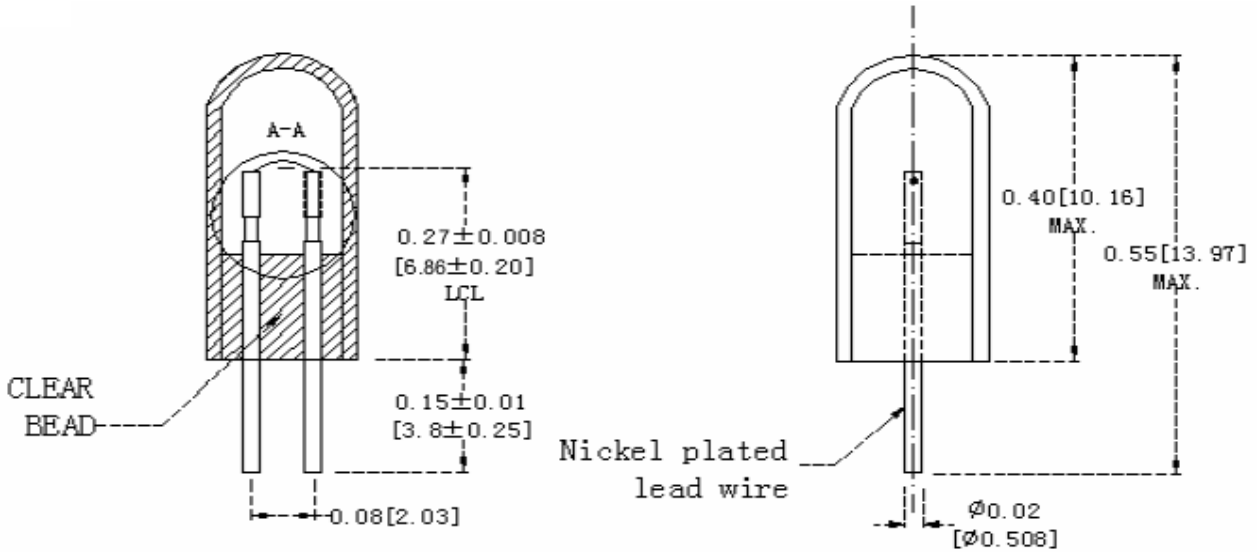 A-A
0.27±0.008
[6.86±0.20]
LCL
CLEAR
BEAD
0.15±0.01
[3.8±0.25]
0.08[2.03]
0.40[10.16]
MAX.
0.55[13.97]
MAX.
Nickel plated
lead wire
Ø0.02
[Ø0.508]